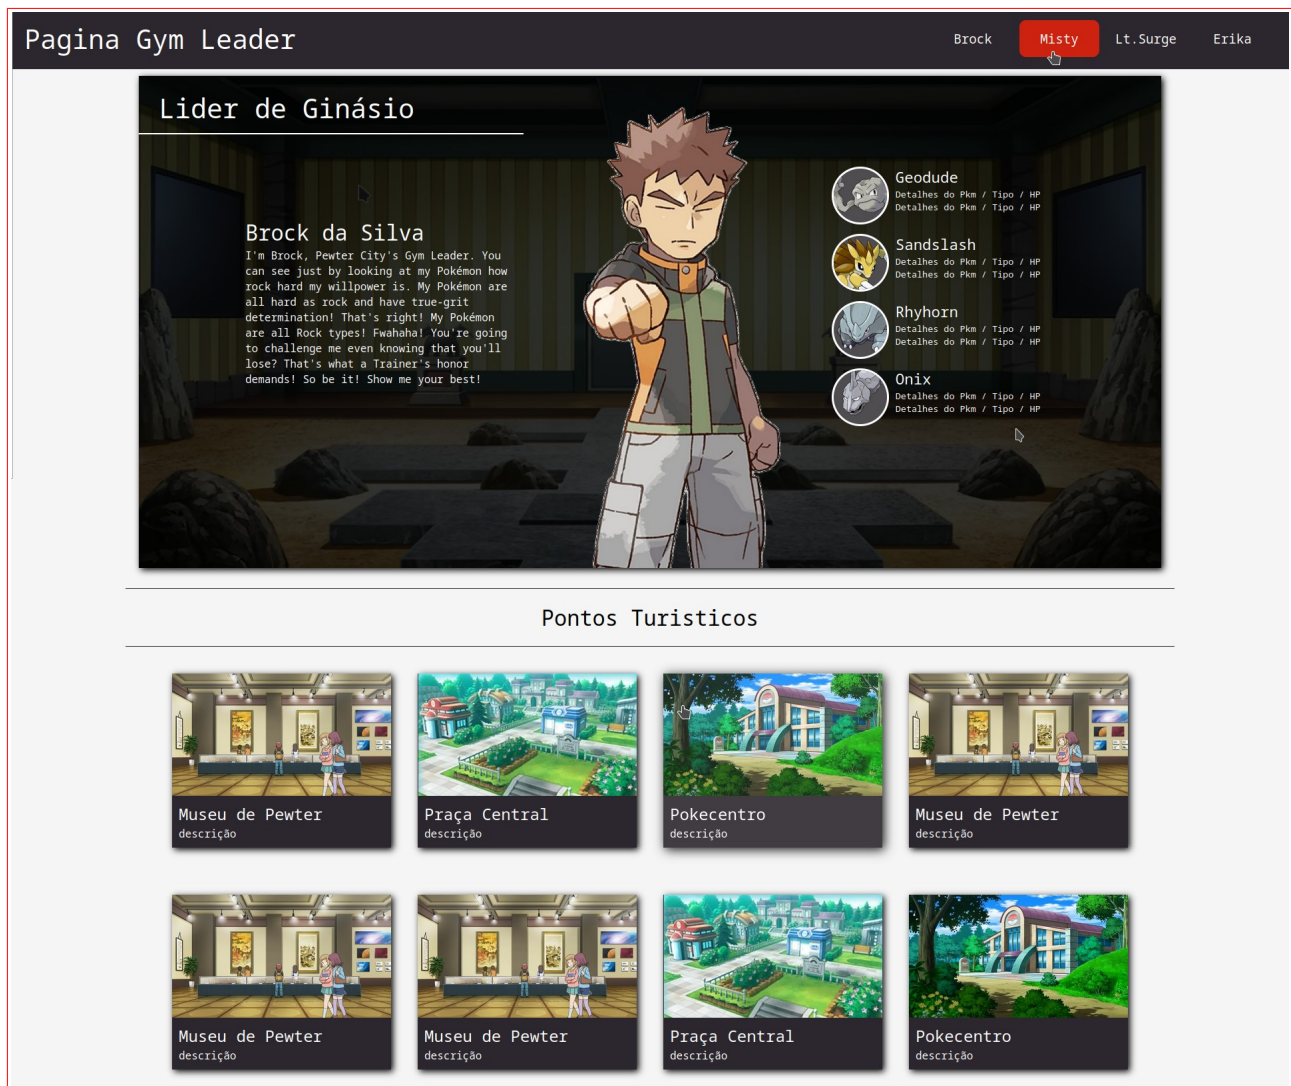 Pagina Gym Leader
Brock
Misty
Lt.Surge
Erika
Lider de Ginásio
Brock da Silva
I'm Brock, Pewter City's Gym Leader. You
can see just by looking at my Pokémon how
rock hard my willpower is. My Pokémon are
all hard as rock and have true-grit
determination! That's right! My Pokémon
are all Rock types! Fwahaha! You're going
to challenge me even knowing that you'll
lose? That's what a Trainer's honor
demands! So be it! Show me your best!
Geodude
Detalhes do Pkm / Tipo / HP
Detalhes do Pkm / Tipo / HP
Sandslash
Detalhes do Pkm / Tipo / HP
Detalhes do Pkm / Tipo / HP
Rhyhorn
Detalhes do Pkm / Tipo / HP
Detalhes do Pkm / Tipo / HP
Onix
Detalhes do Pkm / Tipo / HP
Detalhes do Pkm / Tipo / HP
Pontos Turisticos
Museu de Pewter
descrição
Praça Central
descrição
Pokecentro
descrição
Museu de Pewter
descrição
Museu de Pewter
descrição
Museu de Pewter
descrição
Praça Central
descrição
Pokecentro
descrição